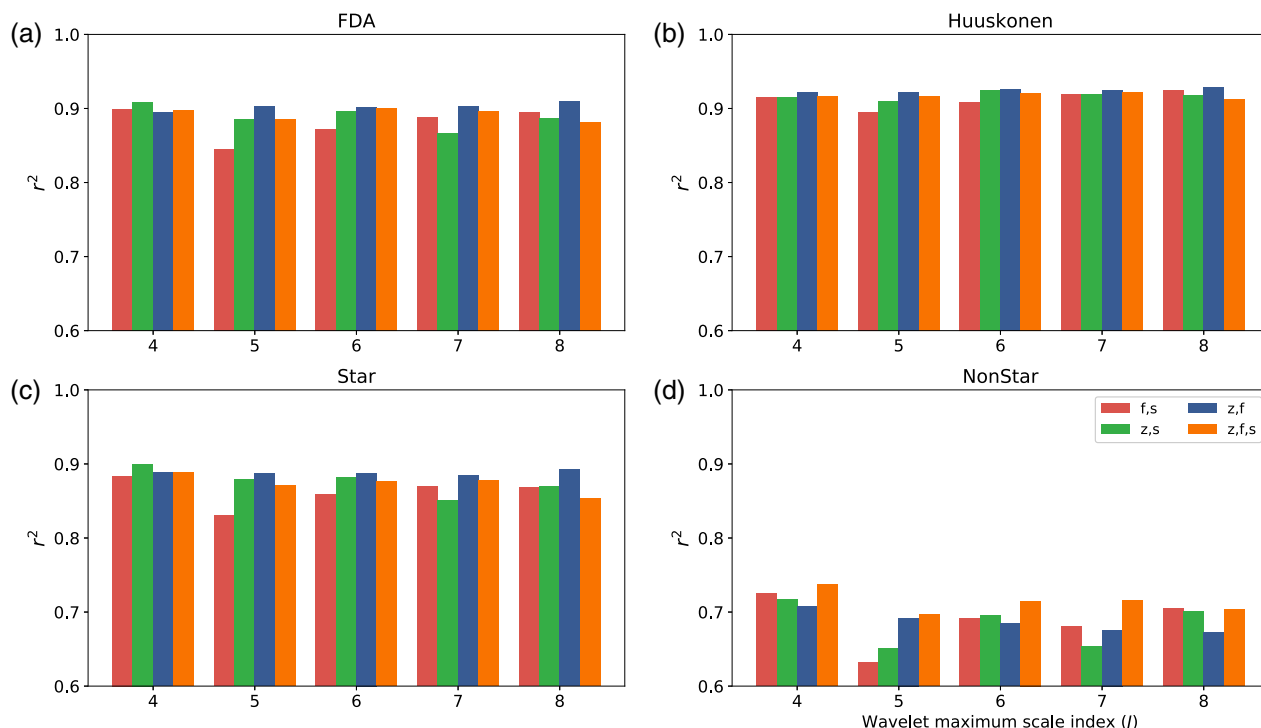 (a)
FDA
1.0
0.9
0.8
0.7
0.6
r²
4 5 6 7 8
(b)
Huuskonen
1.0
0.9
0.8
0.7
0.6
r²
4 5 6 7 8
(c)
Star
1.0
0.9
0.8
0.7
0.6
r²
4 5 6 7 8
(d)
NonStar
1.0
0.9
0.8
0.7
0.6
r²
f,s z,f
z,s z,f,s
4 5 6 7 8
Wavelet maximum scale index (J)